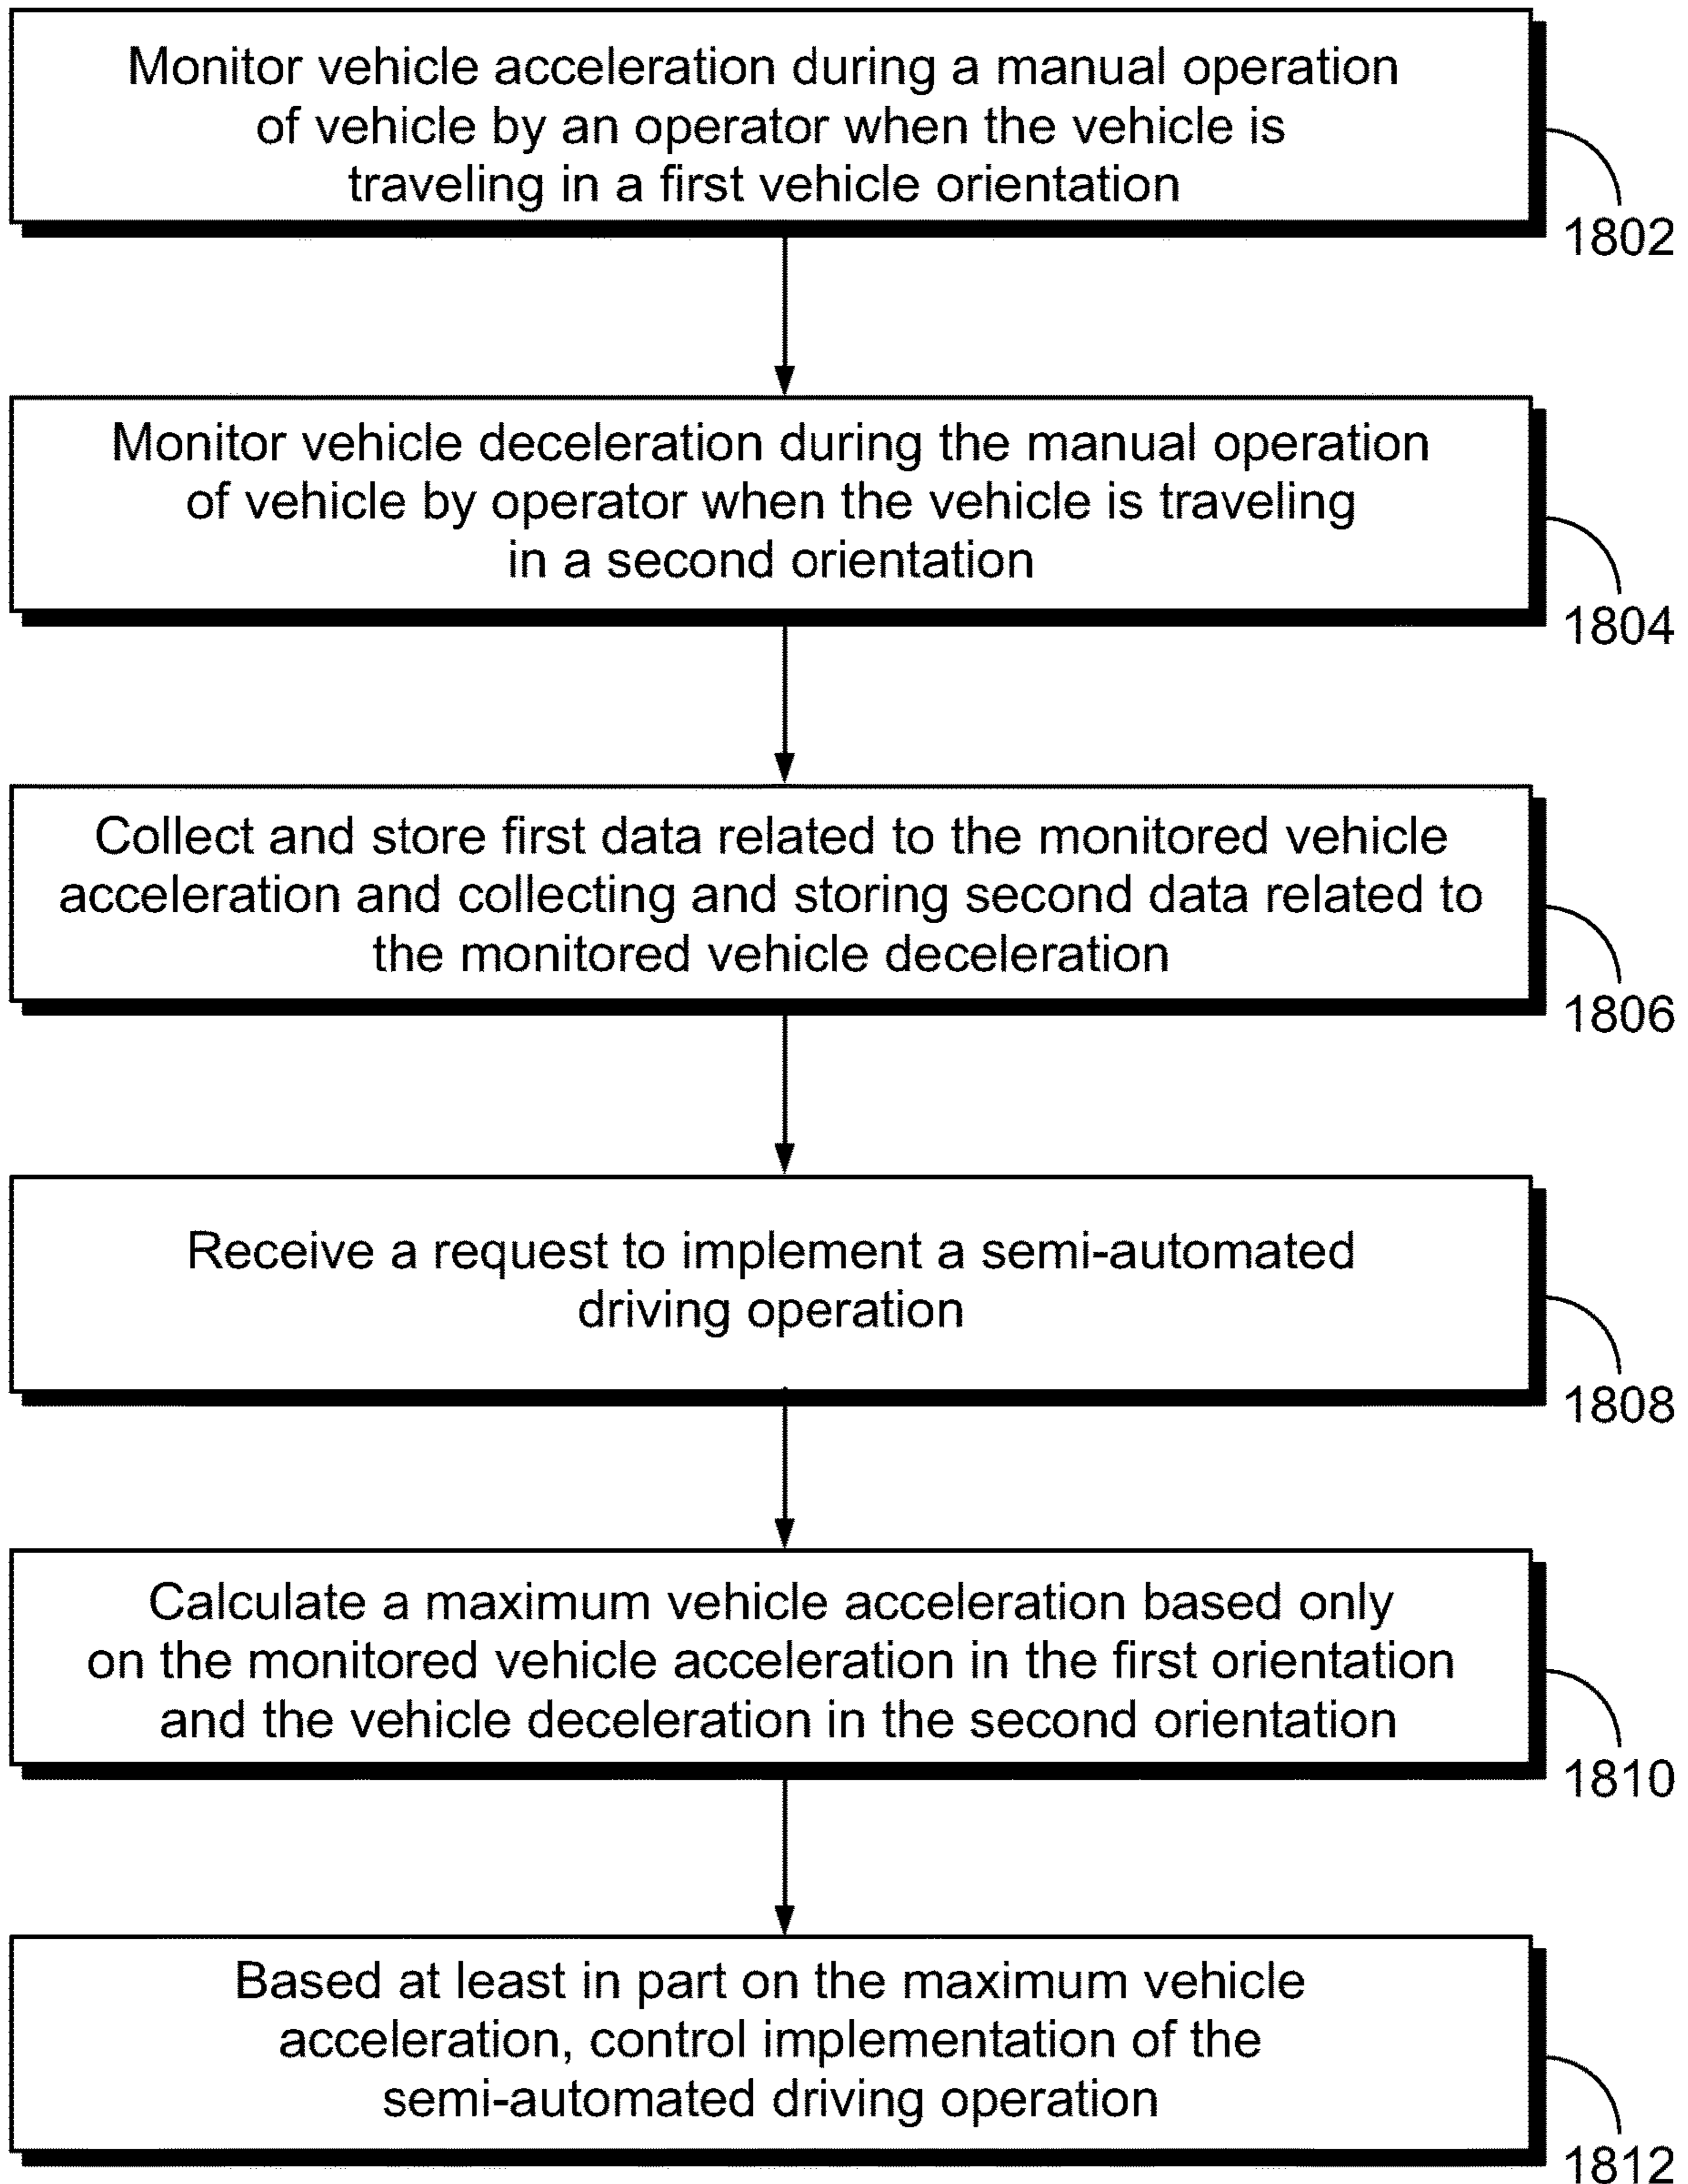 Monitor vehicle acceleration during a manual operation
of vehicle by an operator when the vehicle is
traveling in a first vehicle orientation
1802
Monitor vehicle deceleration during the manual operation
of vehicle by operator when the vehicle is traveling
in a second orientation
1804
Collect and store first data related to the monitored vehicle
acceleration and collecting and storing second data related to
the monitored vehicle deceleration
1806
Receive a request to implement a semi-automated
driving operation
1808
Calculate a maximum vehicle acceleration based only
on the monitored vehicle acceleration in the first orientation
and the vehicle deceleration in the second orientation
1810
Based at least in part on the maximum vehicle
acceleration, control implementation of the
semi-automated driving operation
1812